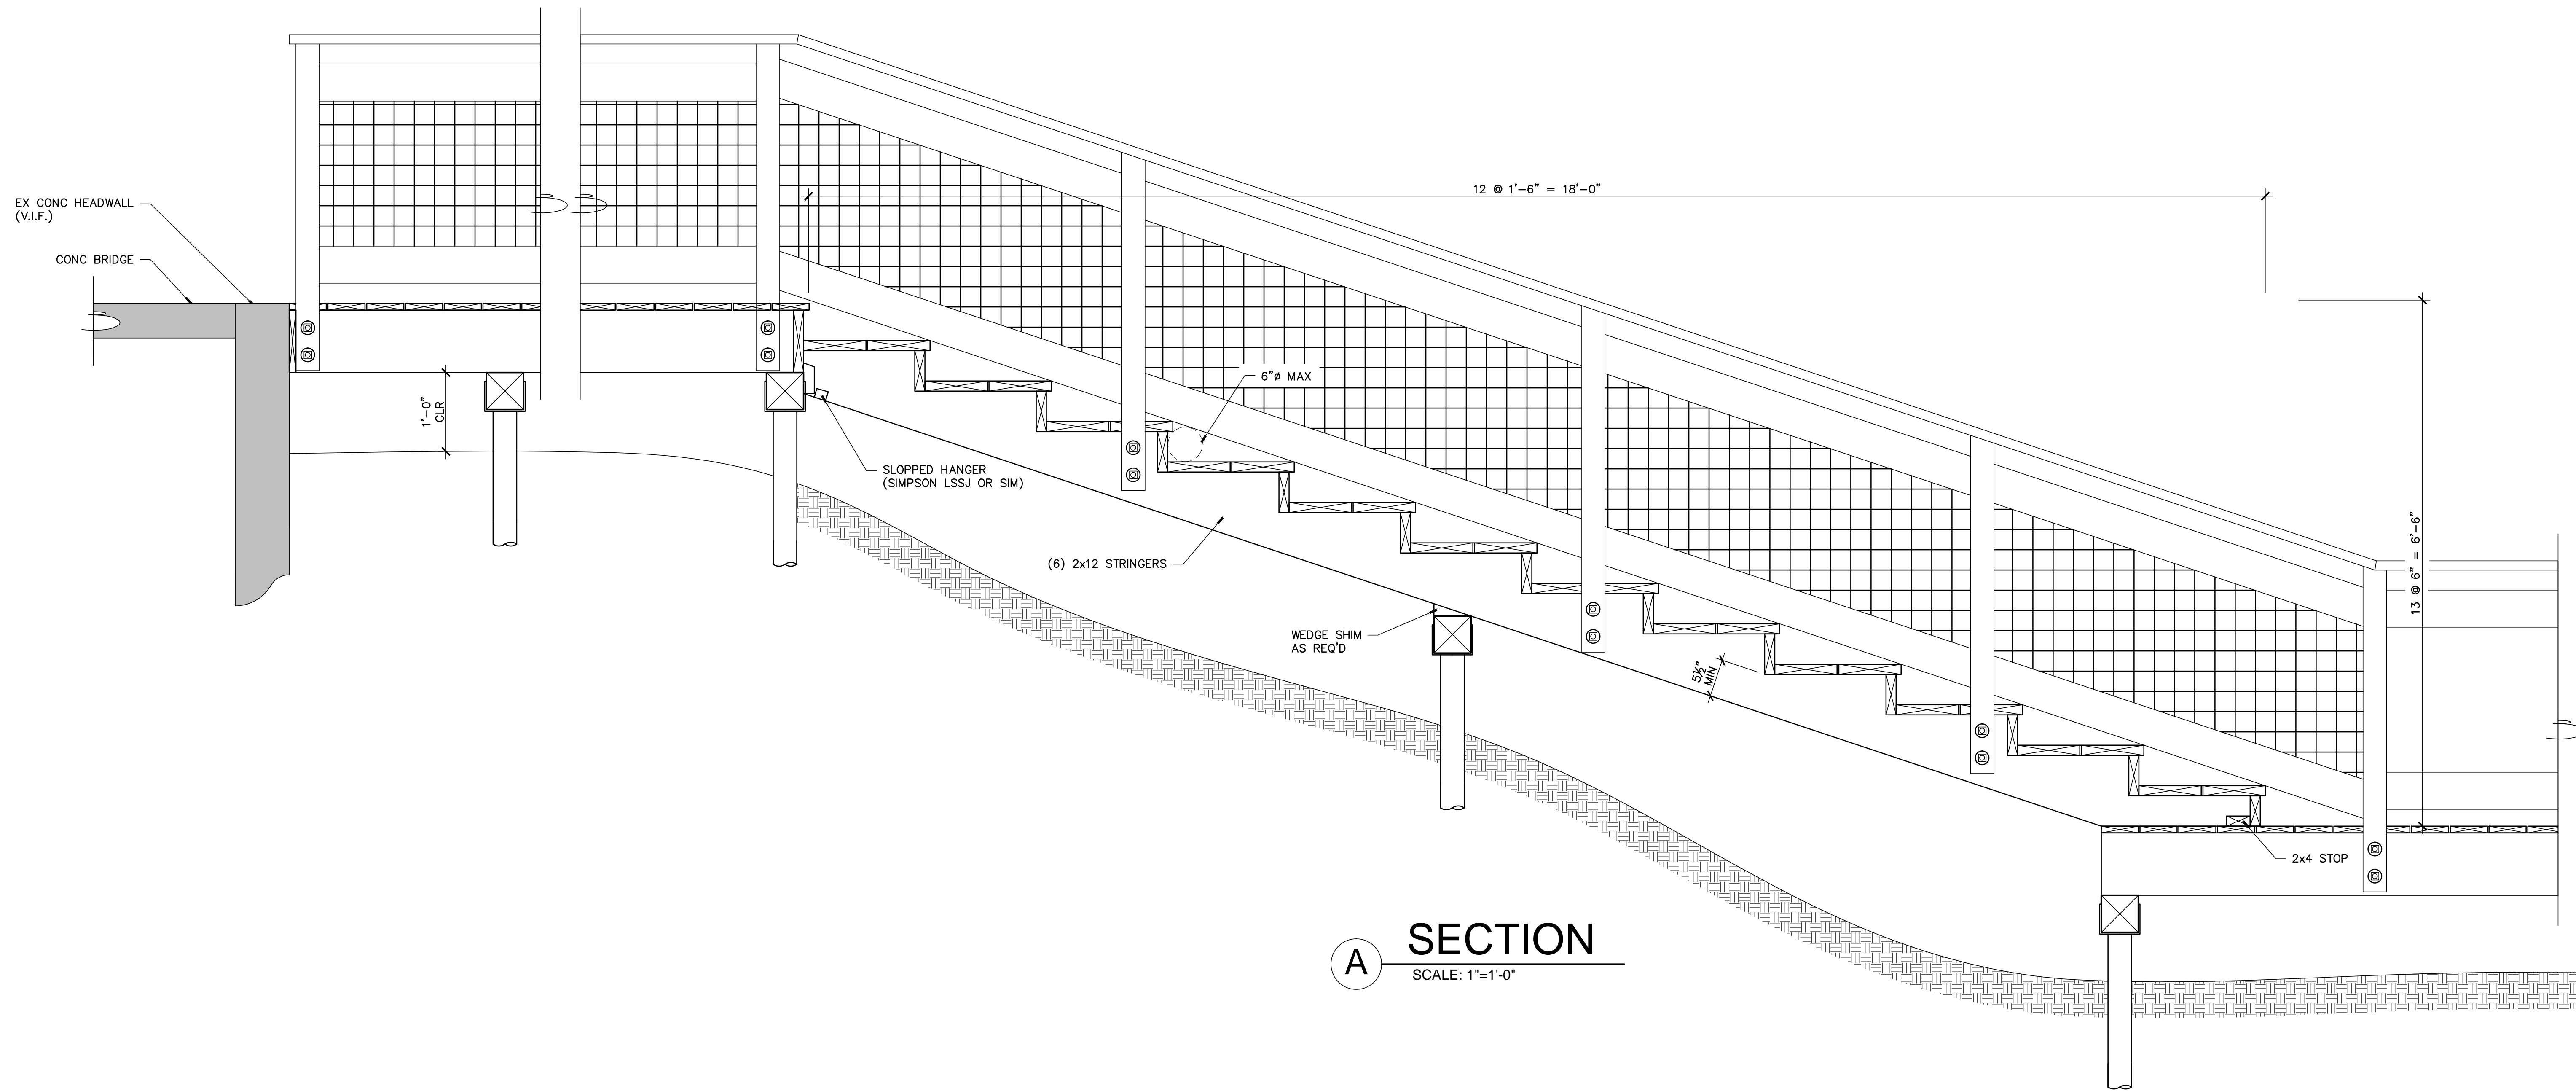 EX CONC HEADWALL
(V.I.F.)
CONC BRIDGE
1'-0"
CLR
SLOPPED HANGER
(SIMPSON LSSJ OR SIM)
6"ø MAX
12 @ 1'-6" = 18'-0"
(6) 2x12 STRINGERS
WEDGE SHIM
AS REQ'D
5½"
MIN
13 @ 6" = 6'-6"
2x4 STOP
A
SECTION
SCALE: 1"=1'-0"